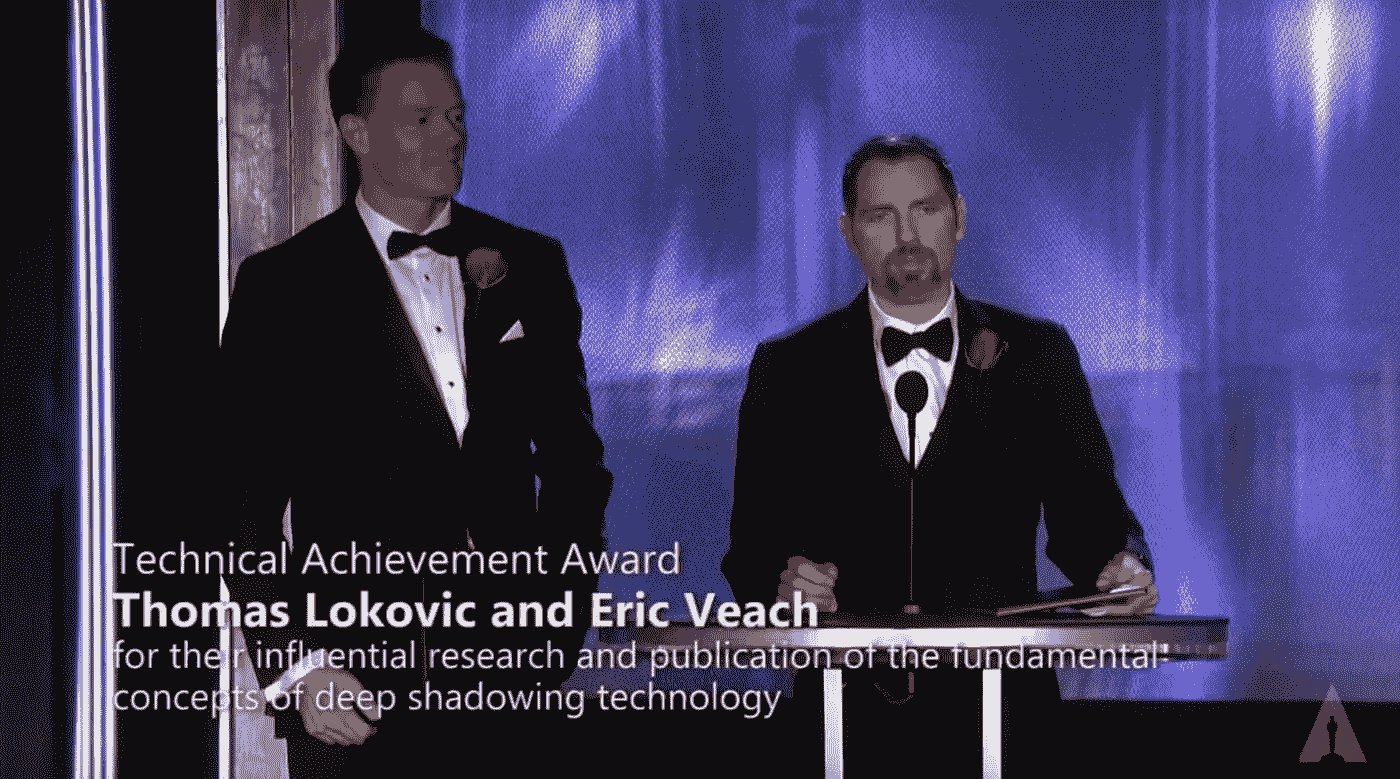 Technical Achievement Award
Thomas Lokovic and Eric Veach
for their influential research and publication of the fundamental
concepts of deep shadowing technology